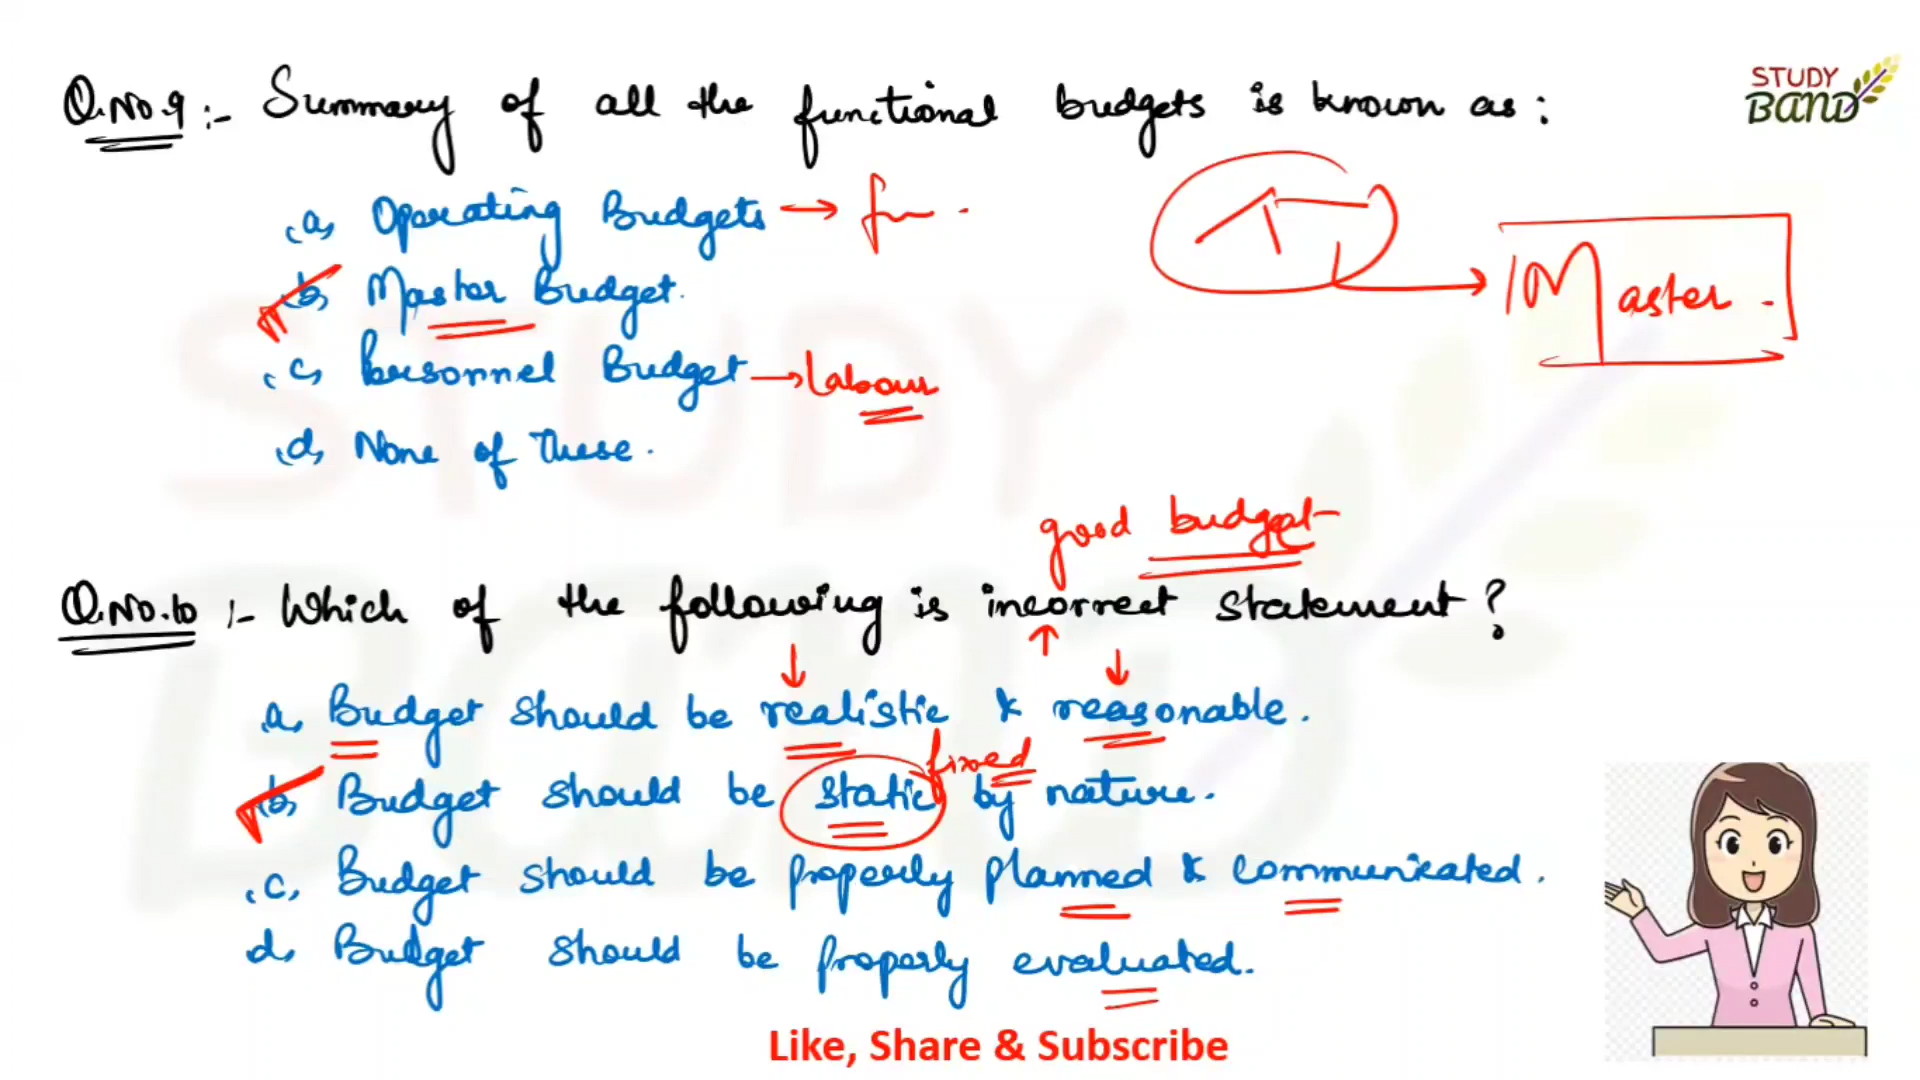 STUDY
BAND
Q.No.9 :- Summary of all the functional budgets is known as :
(a) Operating Budgets → fun.
(b) Master Budget.
Master.
(c) Personnel Budget → Labour
(d) None of these.
good budget
Q.No.10 :- Which of the following is incorrect statement ?
a) Budget should be realistic & reasonable.
fixed
(b) Budget should be static by nature.
(c) Budget should be properly planned & communicated.
d) Budget should be properly evaluated.
Like, Share & Subscribe